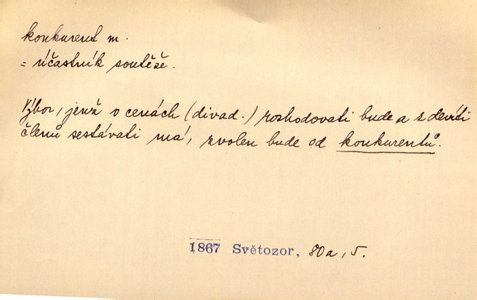 konkurent m.
= účastník soutěže.
Výbor, jenž o cenách (divad.) rozhodovati bude a z devíti
členů sestávati má, zvolen bude od konkurentů.
1867 Světozor, 80a, 5.